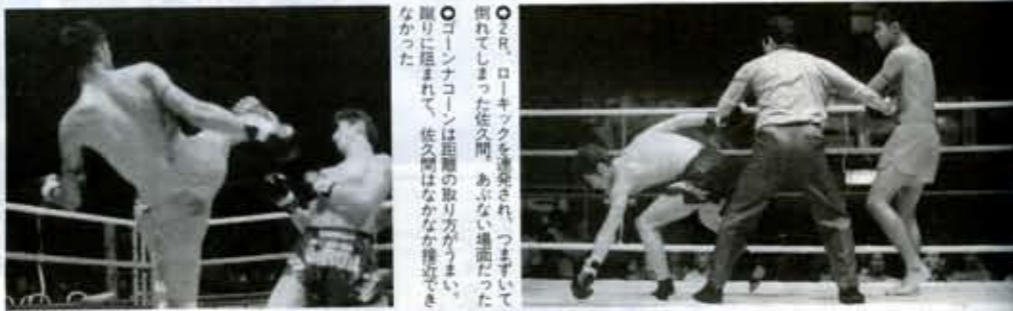 ➲2R。ローキックを連発され、つまずいて
倒れてしまった佐久間。あぶない場面だった
➲ゴーンナコーンは距離の取り方がうまい。
蹴りに阻まれて、佐久間はなかなか接近でき
なかった